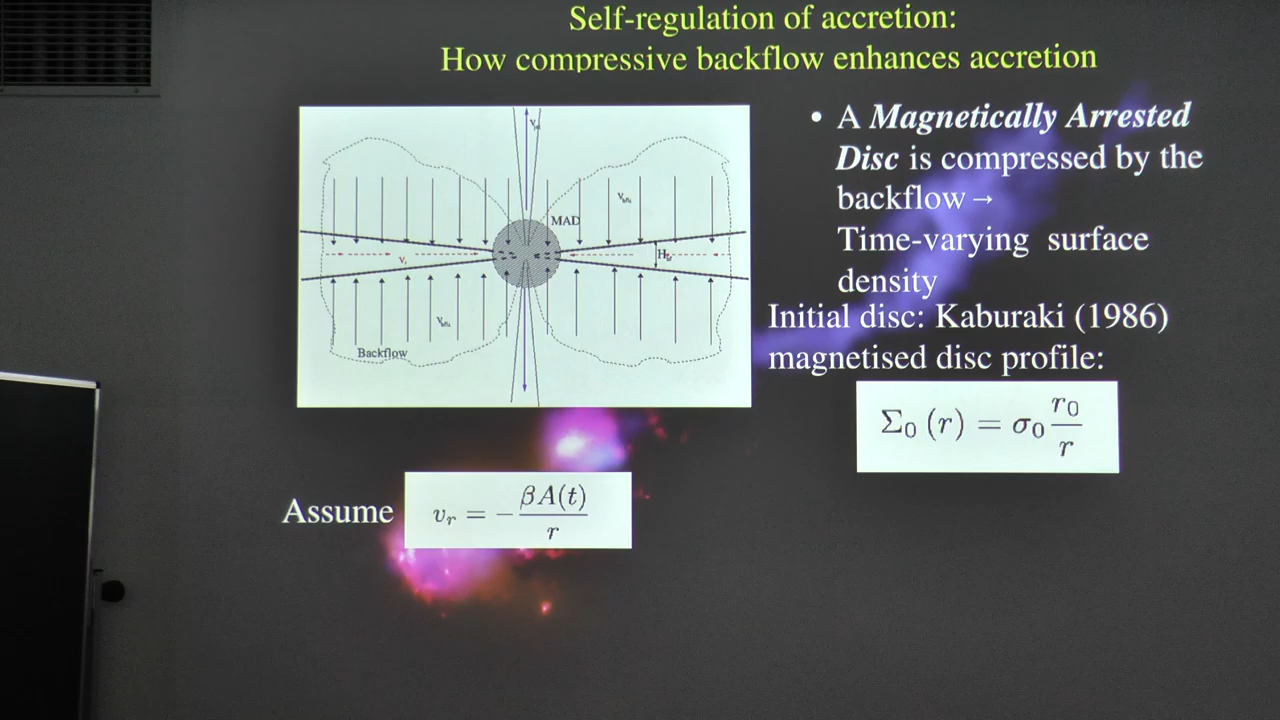 Self-regulation of accretion:
How compressive backflow enhances accretion
• A Magnetically Arrested
Disc is compressed by the
backflow →
Time-varying surface
density
Initial disc: Kaburaki (1986)
magnetised disc profile:
Σ₀ (r) = σ₀ r₀/r
MAD
Backflow
Assume vᵣ = − βA(t)/r